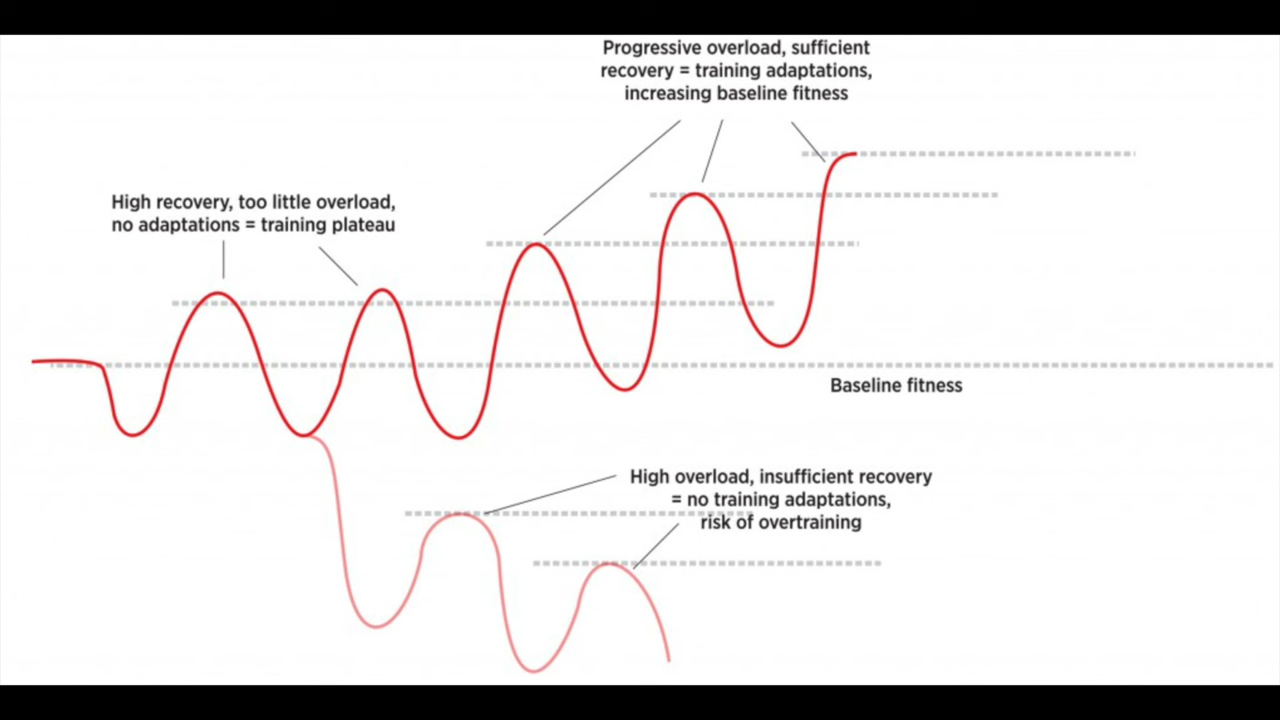 Progressive overload, sufficient
recovery = training adaptations,
increasing baseline fitness
High recovery, too little overload,
no adaptations = training plateau
Baseline fitness
High overload, insufficient recovery
= no training adaptations,
risk of overtraining